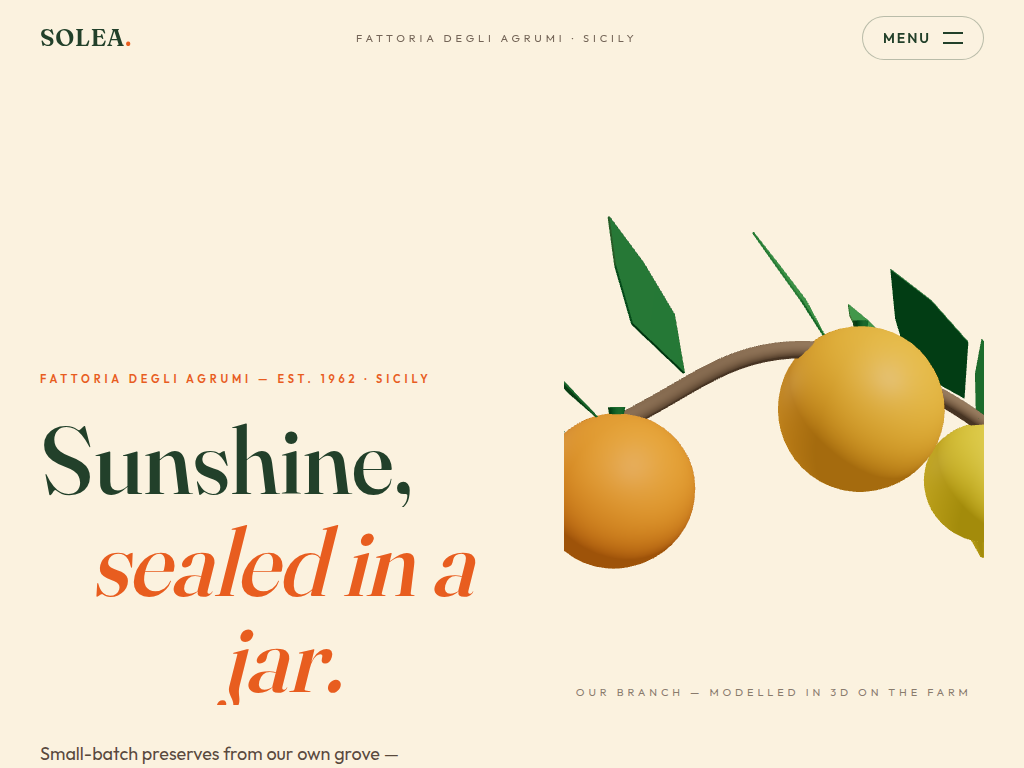 SOLEA.
FATTORIA DEGLI AGRUMI · SICILY
MENU
FATTORIA DEGLI AGRUMI — EST. 1962 · SICILY
Sunshine,
sealed in a
jar.
OUR BRANCH — MODELLED IN 3D ON THE FARM
Small-batch preserves from our own grove —